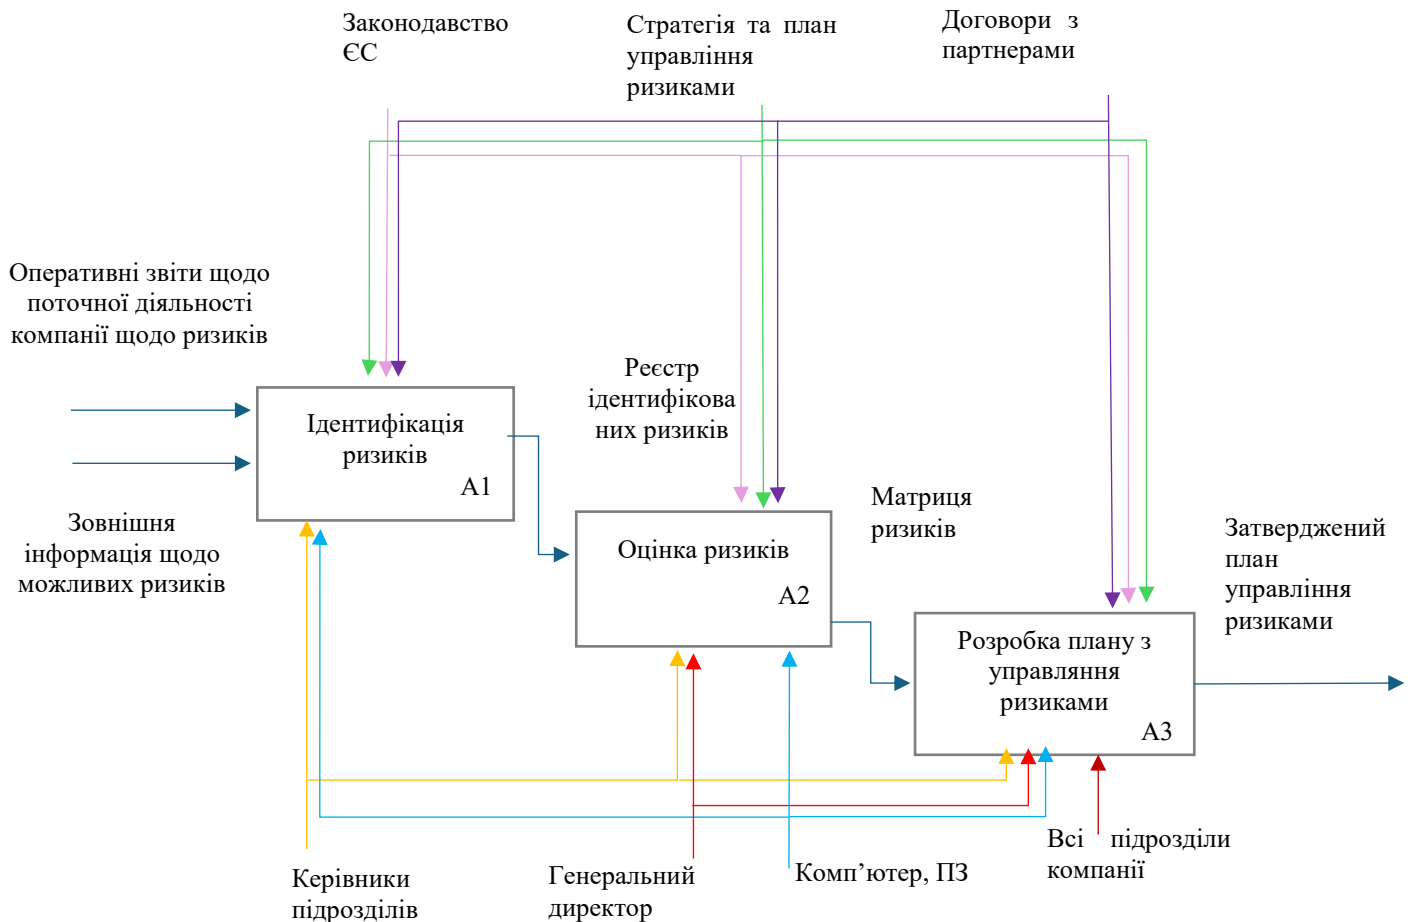 Законодавство
ЄС
Стратегія та план
управління
ризиками
Договори з
партнерами
Оперативні звіти щодо
поточної діяльності
компанії щодо ризиків
Зовнішня
інформація щодо
можливих ризиків
Ідентифікація
ризиків
А1
Реєстр
ідентифікова
них ризиків
Оцінка ризиків
А2
Матриця
ризиків
Розробка плану з
управляння
ризиками
А3
Затверджений
план
управління
ризиками
Керівники
підрозділів
Генеральний
директор
Комп’ютер, ПЗ
Всі підрозділи
компанії